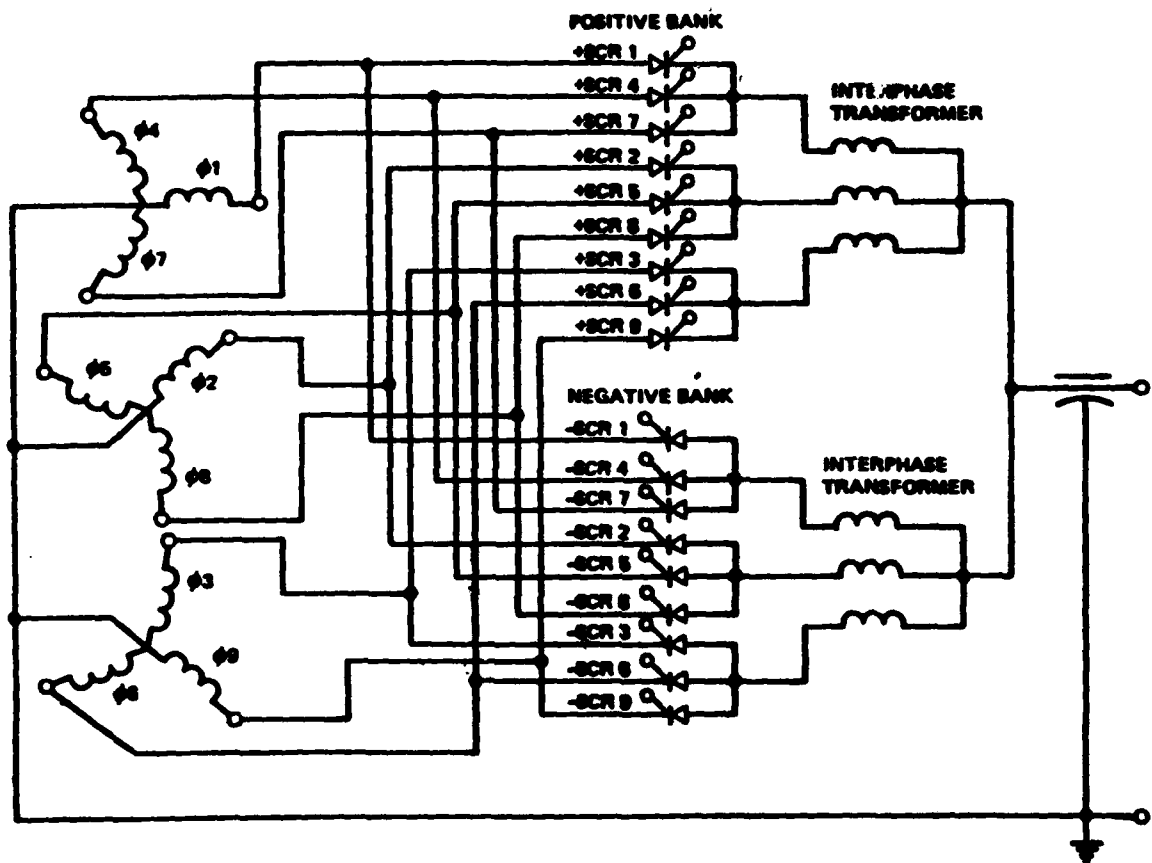 POSITIVE BANK
+SCR 1
+SCR 4
+SCR 7
+SCR 2
+SCR 5
+SCR 8
+SCR 3
+SCR 6
+SCR 9
INTERPHASE
TRANSFORMER
ϕ4
ϕ1
ϕ7
ϕ5
ϕ2
ϕ8
ϕ3
ϕ9
ϕ6
NEGATIVE BANK
-SCR 1
-SCR 4
-SCR 7
-SCR 2
-SCR 5
-SCR 8
-SCR 3
-SCR 6
-SCR 9
INTERPHASE
TRANSFORMER